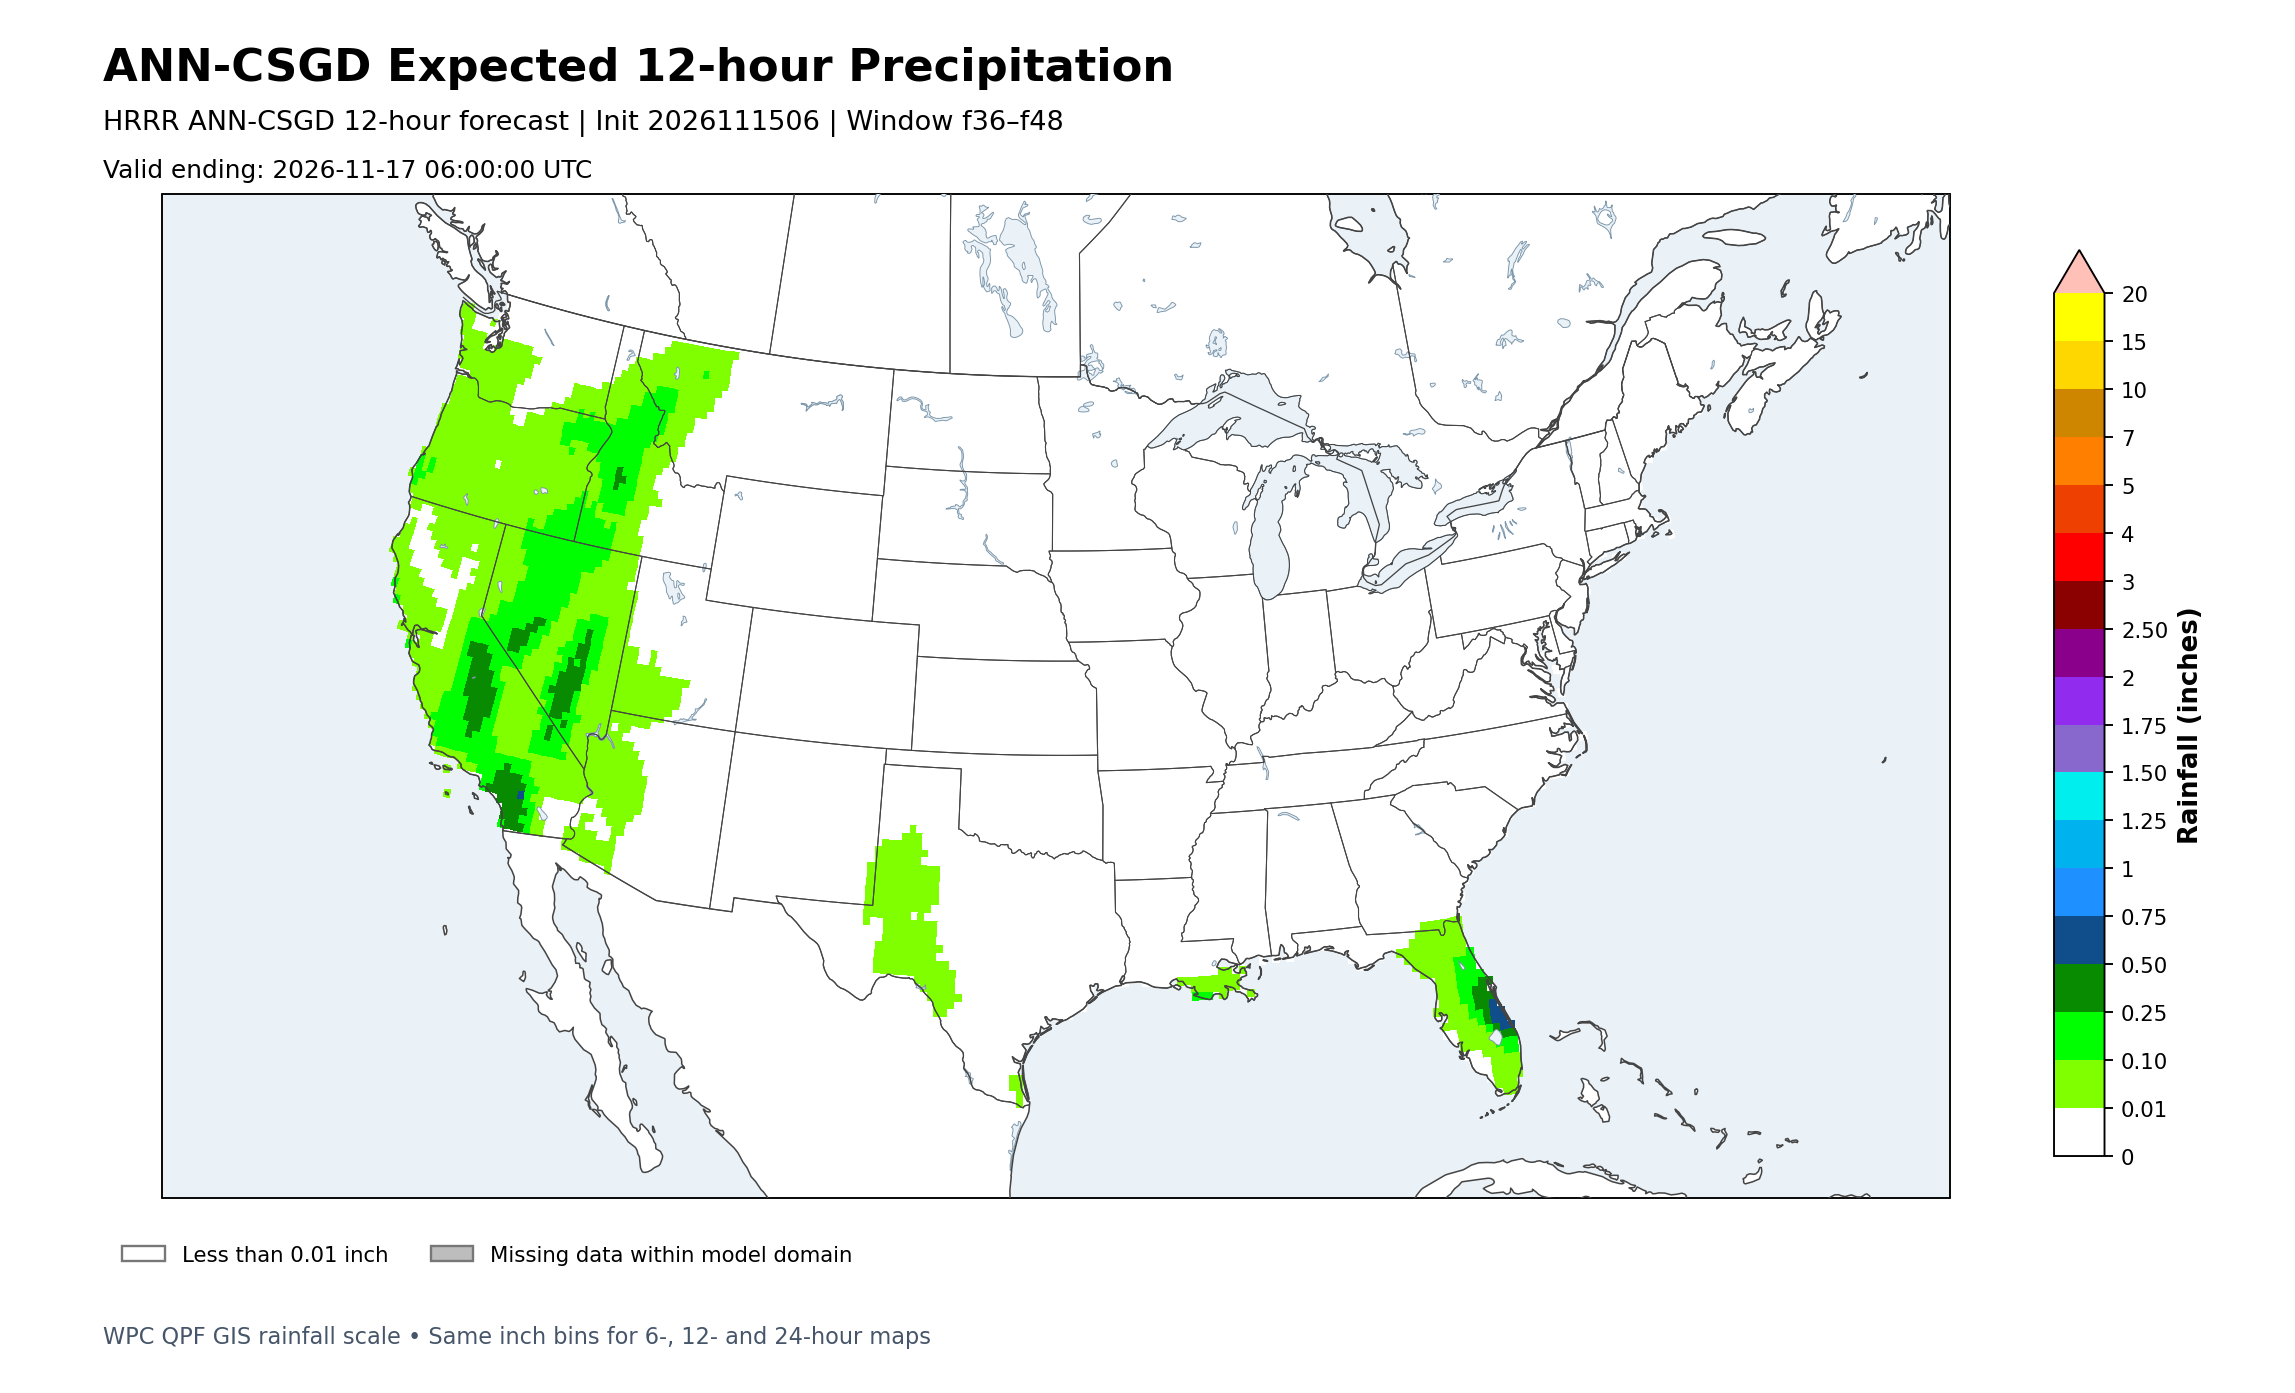 ANN-CSGD Expected 12-hour Precipitation
HRRR ANN-CSGD 12-hour forecast | Init 2026111506 | Window f36–f48
Valid ending: 2026-11-17 06:00:00 UTC
20
15
10
7
5
4
3
2.50
2
1.75
1.50
1.25
1
0.75
0.50
0.25
0.10
0.01
0
Rainfall (inches)
Less than 0.01 inch
Missing data within model domain
WPC QPF GIS rainfall scale • Same inch bins for 6-, 12- and 24-hour maps